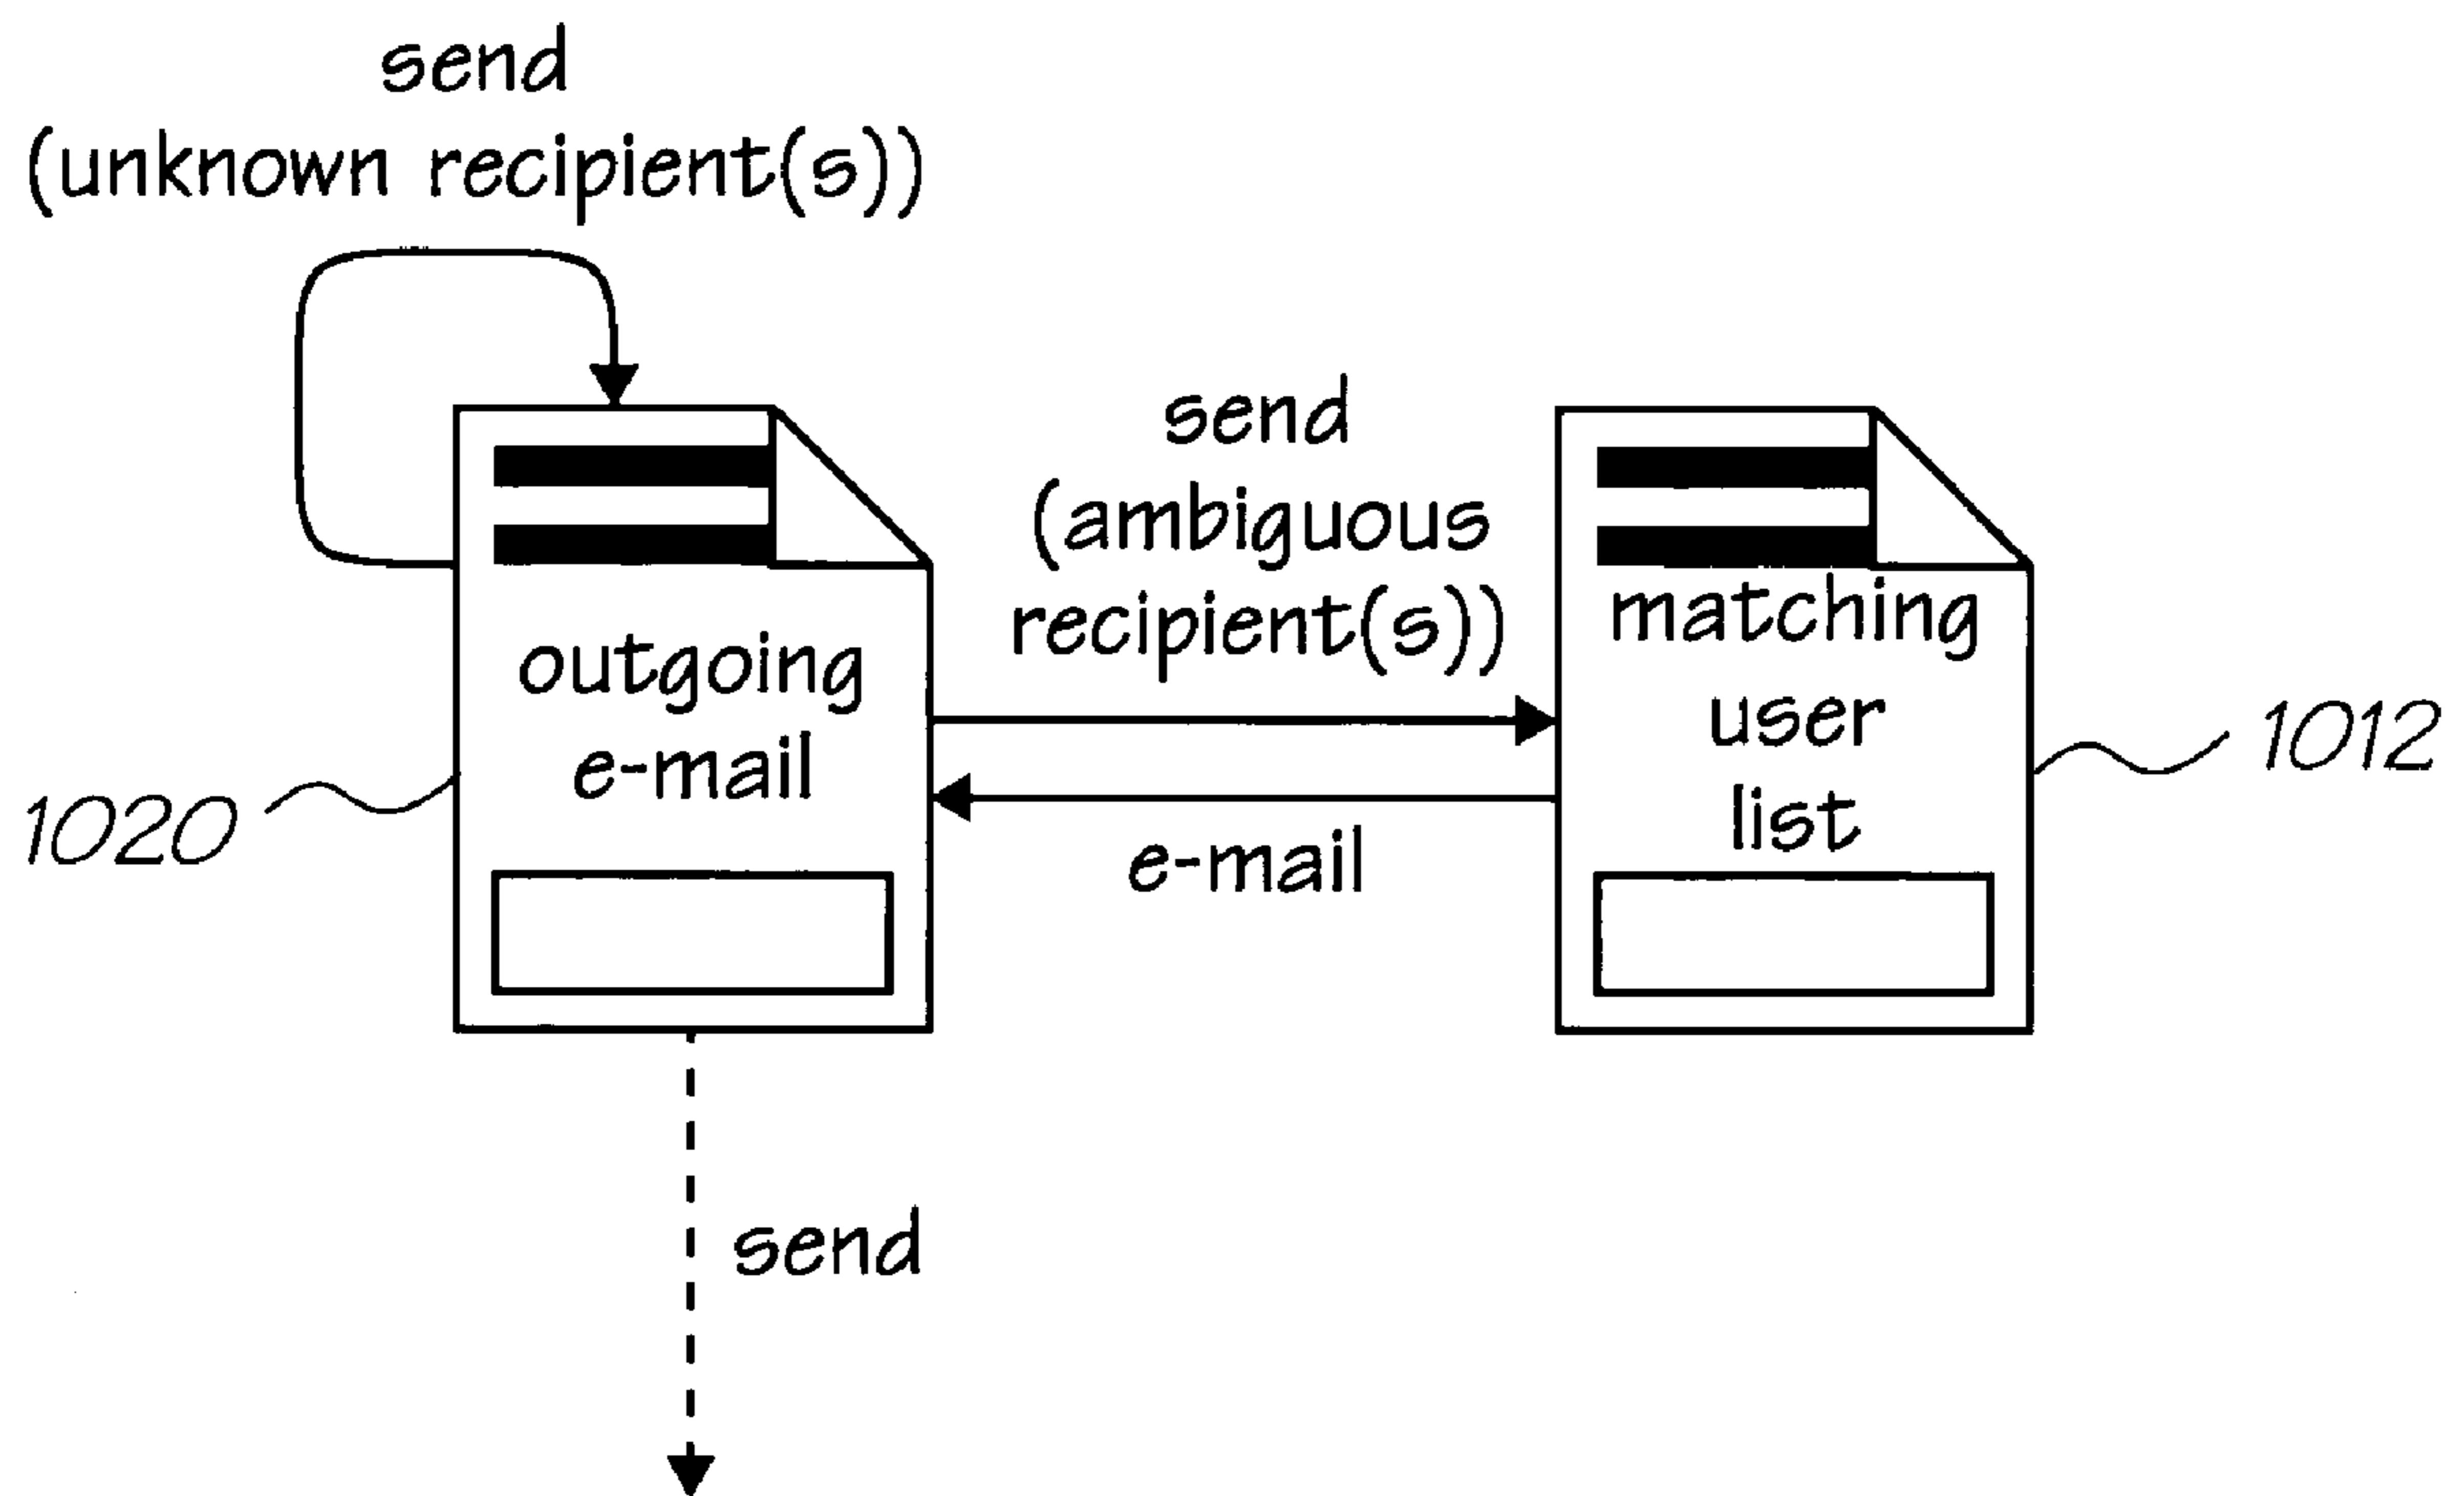 send
(unknown recipient(s))
send
(ambiguous
recipient(s))
outgoing
e-mail
matching
user
list
1020
1012
e-mail
send